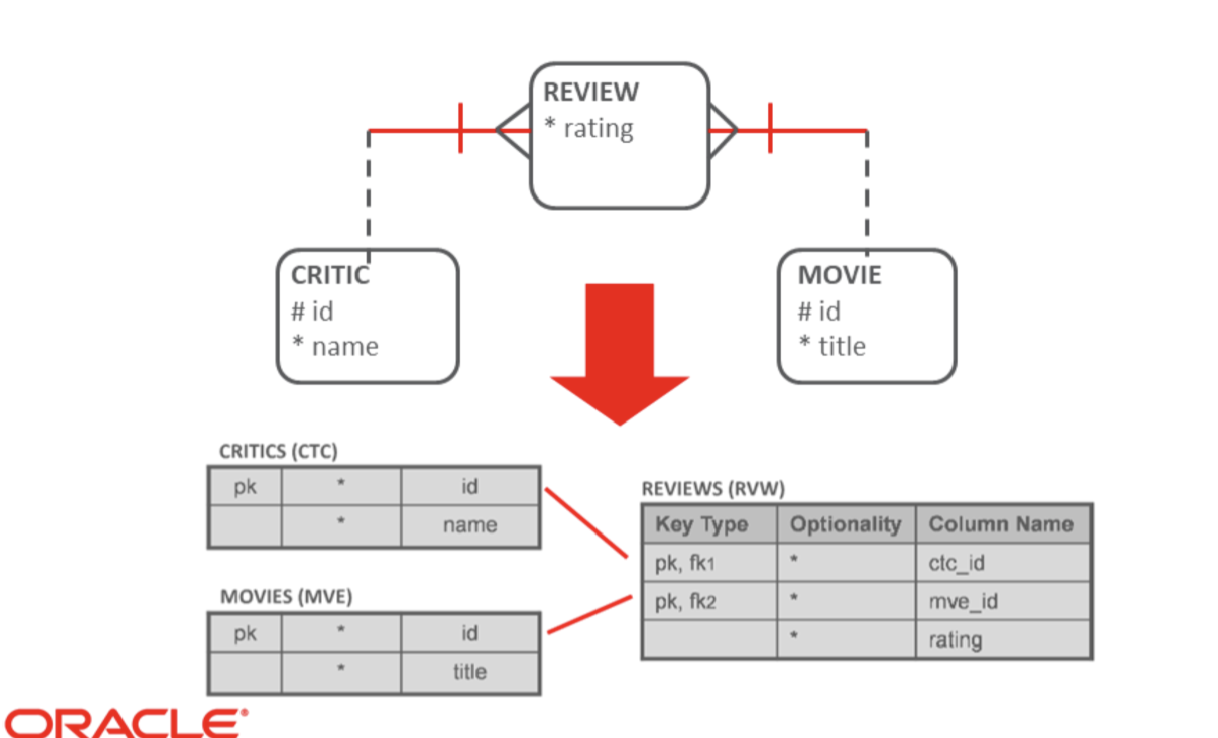 REVIEW
* rating
CRITIC
# id
* name
MOVIE
# id
* title
CRITICS (CTC)
pk * id
* name
MOVIES (MVE)
pk * id
* title
REVIEWS (RVW)
Key Type Optionality Column Name
pk, fk1 * ctc_id
pk, fk2 * mve_id
* rating
ORACLE®